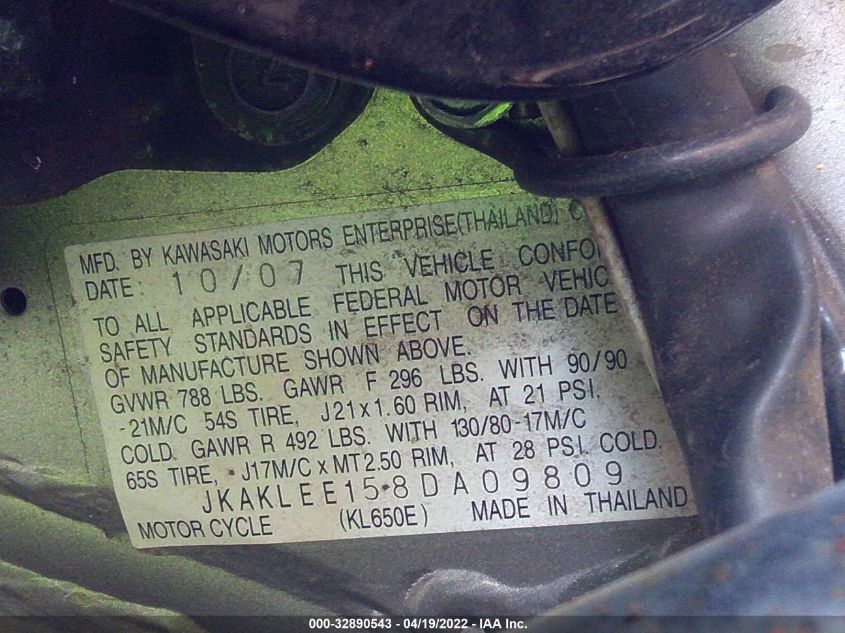 MFD. BY KAWASAKI MOTORS ENTERPRISE(THAILAND) C
DATE: 10/07 THIS VEHICLE CONFO
TO ALL APPLICABLE FEDERAL MOTOR VEHIC
SAFETY STANDARDS IN EFFECT ON THE DATE
OF MANUFACTURE SHOWN ABOVE.
GVWR 788 LBS. GAWR F 296 LBS. WITH 90/90
-21M/C 54S TIRE, J21x1.60 RIM, AT 21 PSI.
COLD. GAWR R 492 LBS. WITH 130/80-17M/C
65S TIRE, J17M/C x MT2.50 RIM, AT 28 PSI. COLD.
JKAKLEE158DA09809
MOTOR CYCLE (KL650E) MADE IN THAILAND
000-32890543 - 04/19/2022 - IAA Inc.